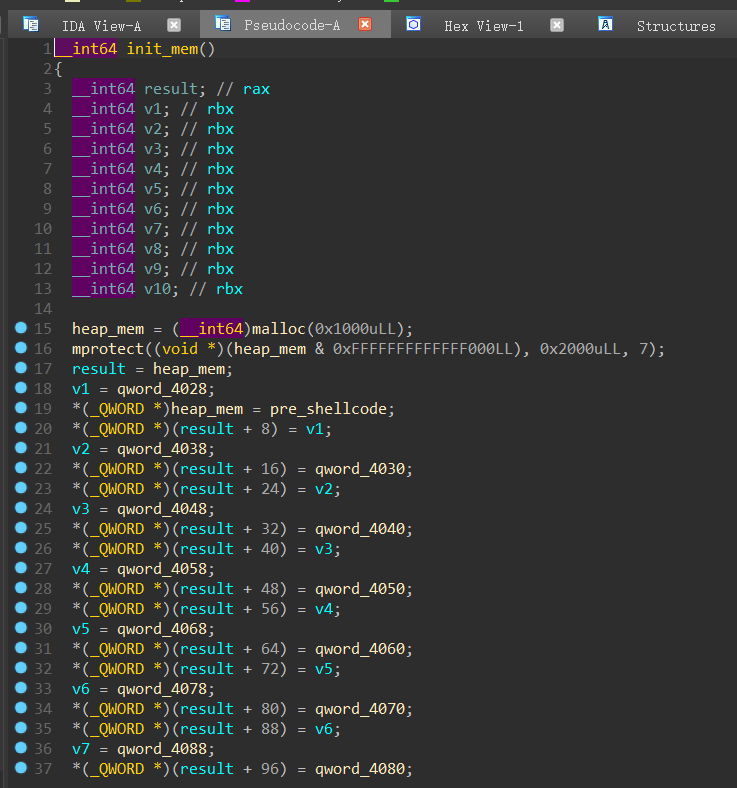 IDA View-A Pseudocode-A Hex View-1 Structures
1 __int64 init_mem()
2 {
3 __int64 result; // rax
4 __int64 v1; // rbx
5 __int64 v2; // rbx
6 __int64 v3; // rbx
7 __int64 v4; // rbx
8 __int64 v5; // rbx
9 __int64 v6; // rbx
10 __int64 v7; // rbx
11 __int64 v8; // rbx
12 __int64 v9; // rbx
13 __int64 v10; // rbx
14
15 heap_mem = (__int64)malloc(0x1000uLL);
16 mprotect((void *)(heap_mem & 0xFFFFFFFFFFFFF000LL), 0x2000uLL, 7);
17 result = heap_mem;
18 v1 = qword_4028;
19 *(_QWORD *)heap_mem = pre_shellcode;
20 *(_QWORD *)(result + 8) = v1;
21 v2 = qword_4038;
22 *(_QWORD *)(result + 16) = qword_4030;
23 *(_QWORD *)(result + 24) = v2;
24 v3 = qword_4048;
25 *(_QWORD *)(result + 32) = qword_4040;
26 *(_QWORD *)(result + 40) = v3;
27 v4 = qword_4058;
28 *(_QWORD *)(result + 48) = qword_4050;
29 *(_QWORD *)(result + 56) = v4;
30 v5 = qword_4068;
31 *(_QWORD *)(result + 64) = qword_4060;
32 *(_QWORD *)(result + 72) = v5;
33 v6 = qword_4078;
34 *(_QWORD *)(result + 80) = qword_4070;
35 *(_QWORD *)(result + 88) = v6;
36 v7 = qword_4088;
37 *(_QWORD *)(result + 96) = qword_4080;